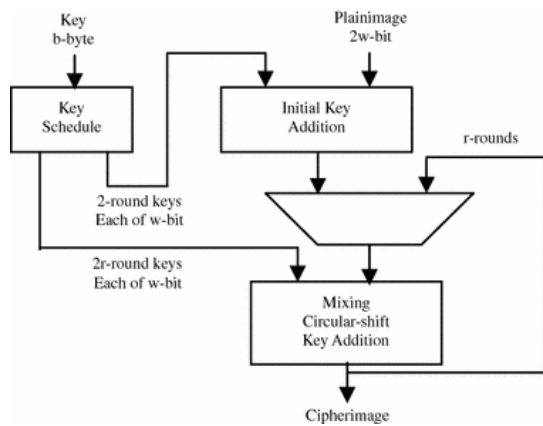 Key
b-byte
Plainimage
2w-bit
Key
Schedule
Initial Key
Addition
r-rounds
2-round keys
Each of w-bit
2r-round keys
Each of w-bit
Mixing
Circular-shift
Key Addition
Cipherimage